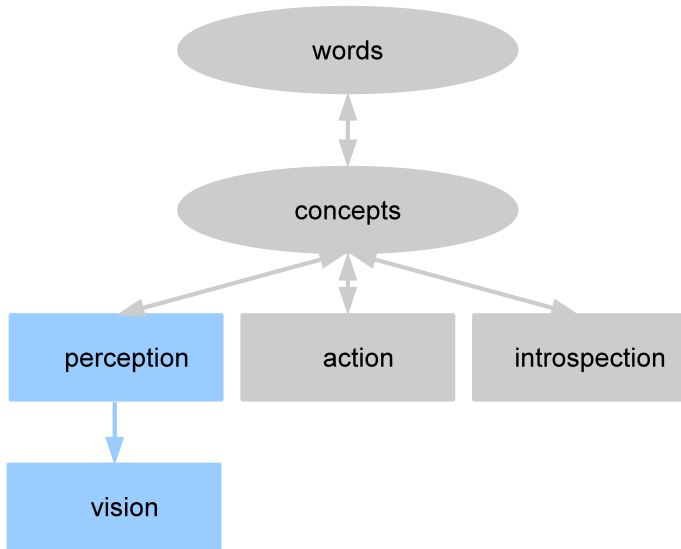 words
concepts
perception
action
introspection
vision